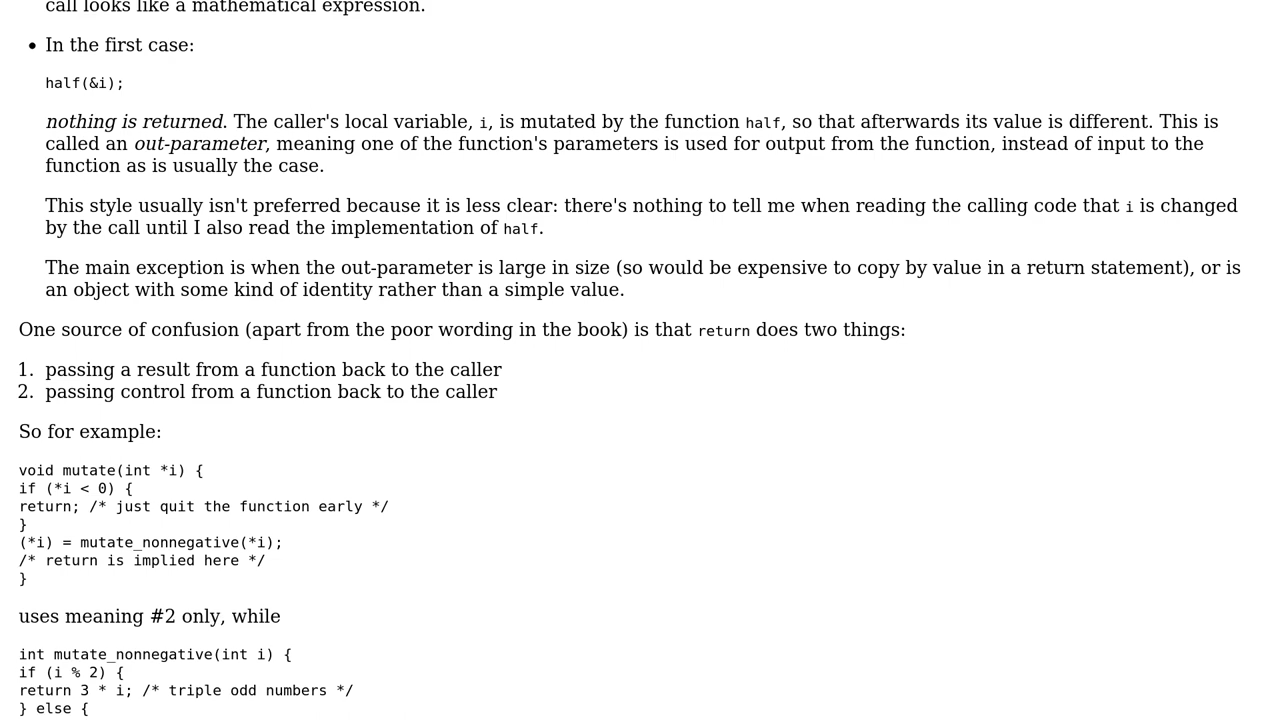 call looks like a mathematical expression.
• In the first case:
half(&i);
nothing is returned. The caller's local variable, i, is mutated by the function half, so that afterwards its value is different. This is
called an out-parameter, meaning one of the function's parameters is used for output from the function, instead of input to the
function as is usually the case.
This style usually isn't preferred because it is less clear: there's nothing to tell me when reading the calling code that i is changed
by the call until I also read the implementation of half.
The main exception is when the out-parameter is large in size (so would be expensive to copy by value in a return statement), or is
an object with some kind of identity rather than a simple value.
One source of confusion (apart from the poor wording in the book) is that return does two things:
1. passing a result from a function back to the caller
2. passing control from a function back to the caller
So for example:
void mutate(int *i) {
if (*i < 0) {
return; /* just quit the function early */
}
(*i) = mutate_nonnegative(*i);
/* return is implied here */
}
uses meaning #2 only, while
int mutate_nonnegative(int i) {
if (i % 2) {
return 3 * i; /* triple odd numbers */
} else {